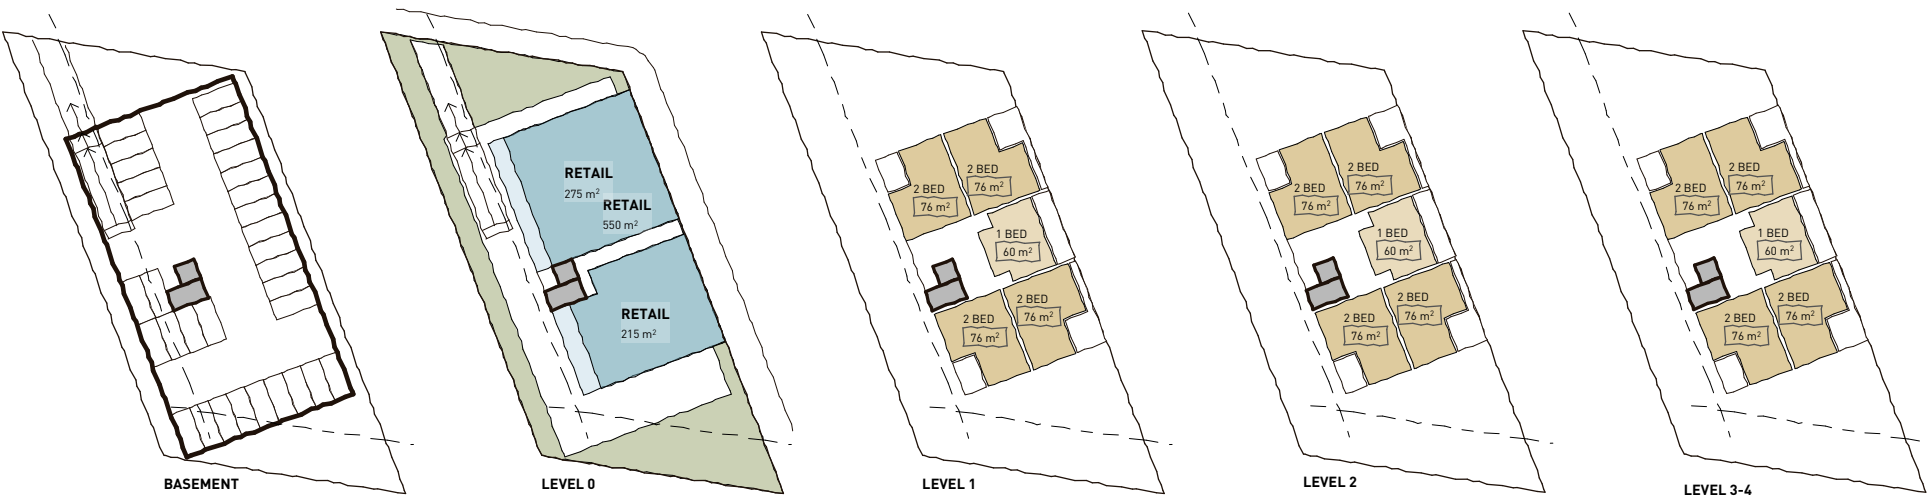 BASEMENT
RETAIL
275 m²
RETAIL
550 m²
RETAIL
215 m²
LEVEL 0
2 BED
76 m²
2 BED
76 m²
1 BED
60 m²
2 BED
76 m²
2 BED
76 m²
LEVEL 1
2 BED
76 m²
2 BED
76 m²
1 BED
60 m²
2 BED
76 m²
2 BED
76 m²
LEVEL 2
2 BED
76 m²
2 BED
76 m²
1 BED
60 m²
2 BED
76 m²
2 BED
76 m²
LEVEL 3-4